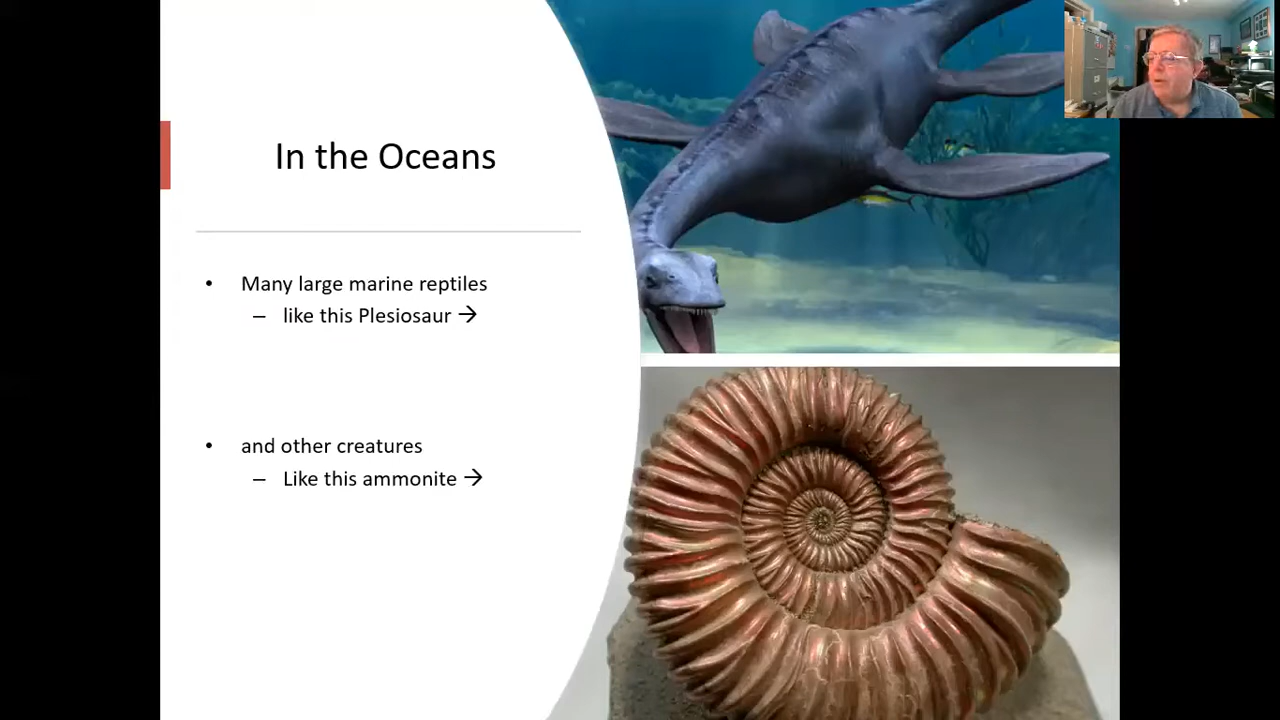 In the Oceans
• Many large marine reptiles
– like this Plesiosaur →
• and other creatures
– Like this ammonite →